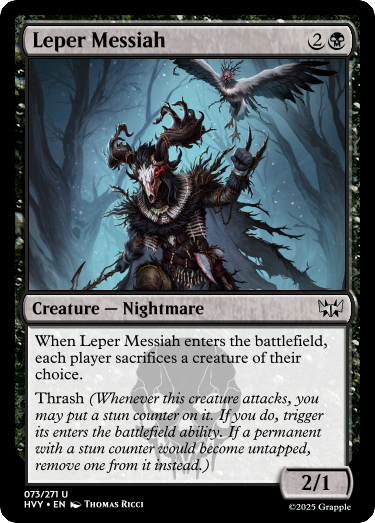 Leper Messiah 2
Creature — Nightmare
When Leper Messiah enters the battlefield,
each player sacrifices a creature of their
choice.
Thrash (Whenever this creature attacks, you
may put a stun counter on it. If you do, trigger
its enters the battlefield ability. If a permanent
with a stun counter would become untapped,
remove one from it instead.)
2/1
073/271 U
HVY • EN Thomas Ricci
©2025 Grapple